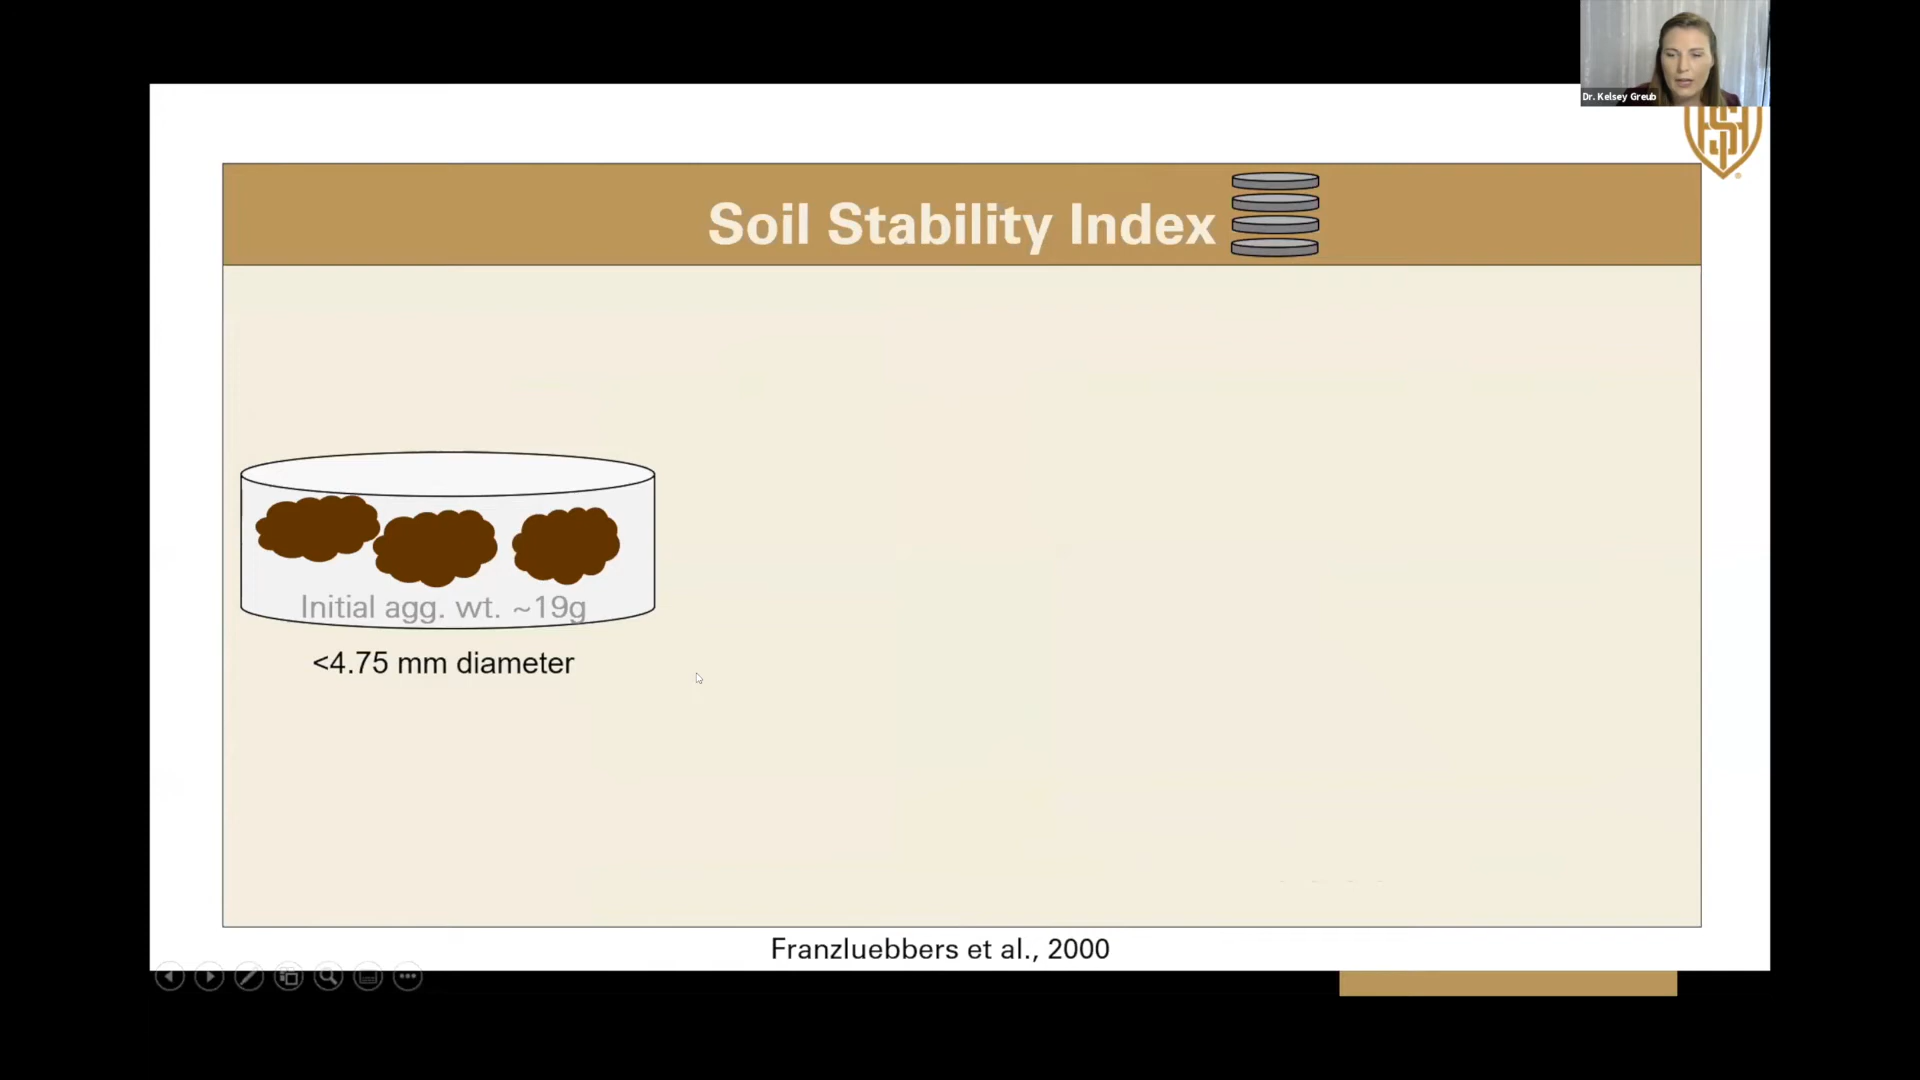 Dr. Kelsey Greub
Soil Stability Index
Initial agg. wt. ~19g
<4.75 mm diameter
Franzluebbers et al., 2000